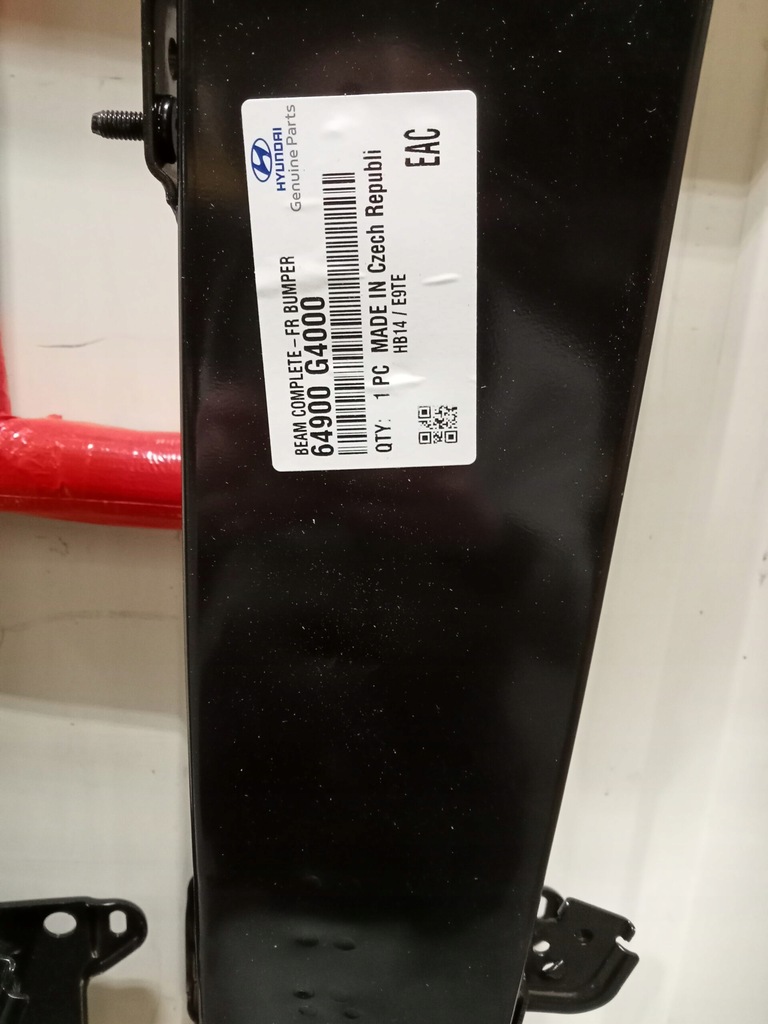 HYUNDAI
Genuine Parts
BEAM COMPLETE-FR BUMPER
64900 G4000
QTY: 1 PC MADE IN Czech Republi
HB14 / E9TE
EAC